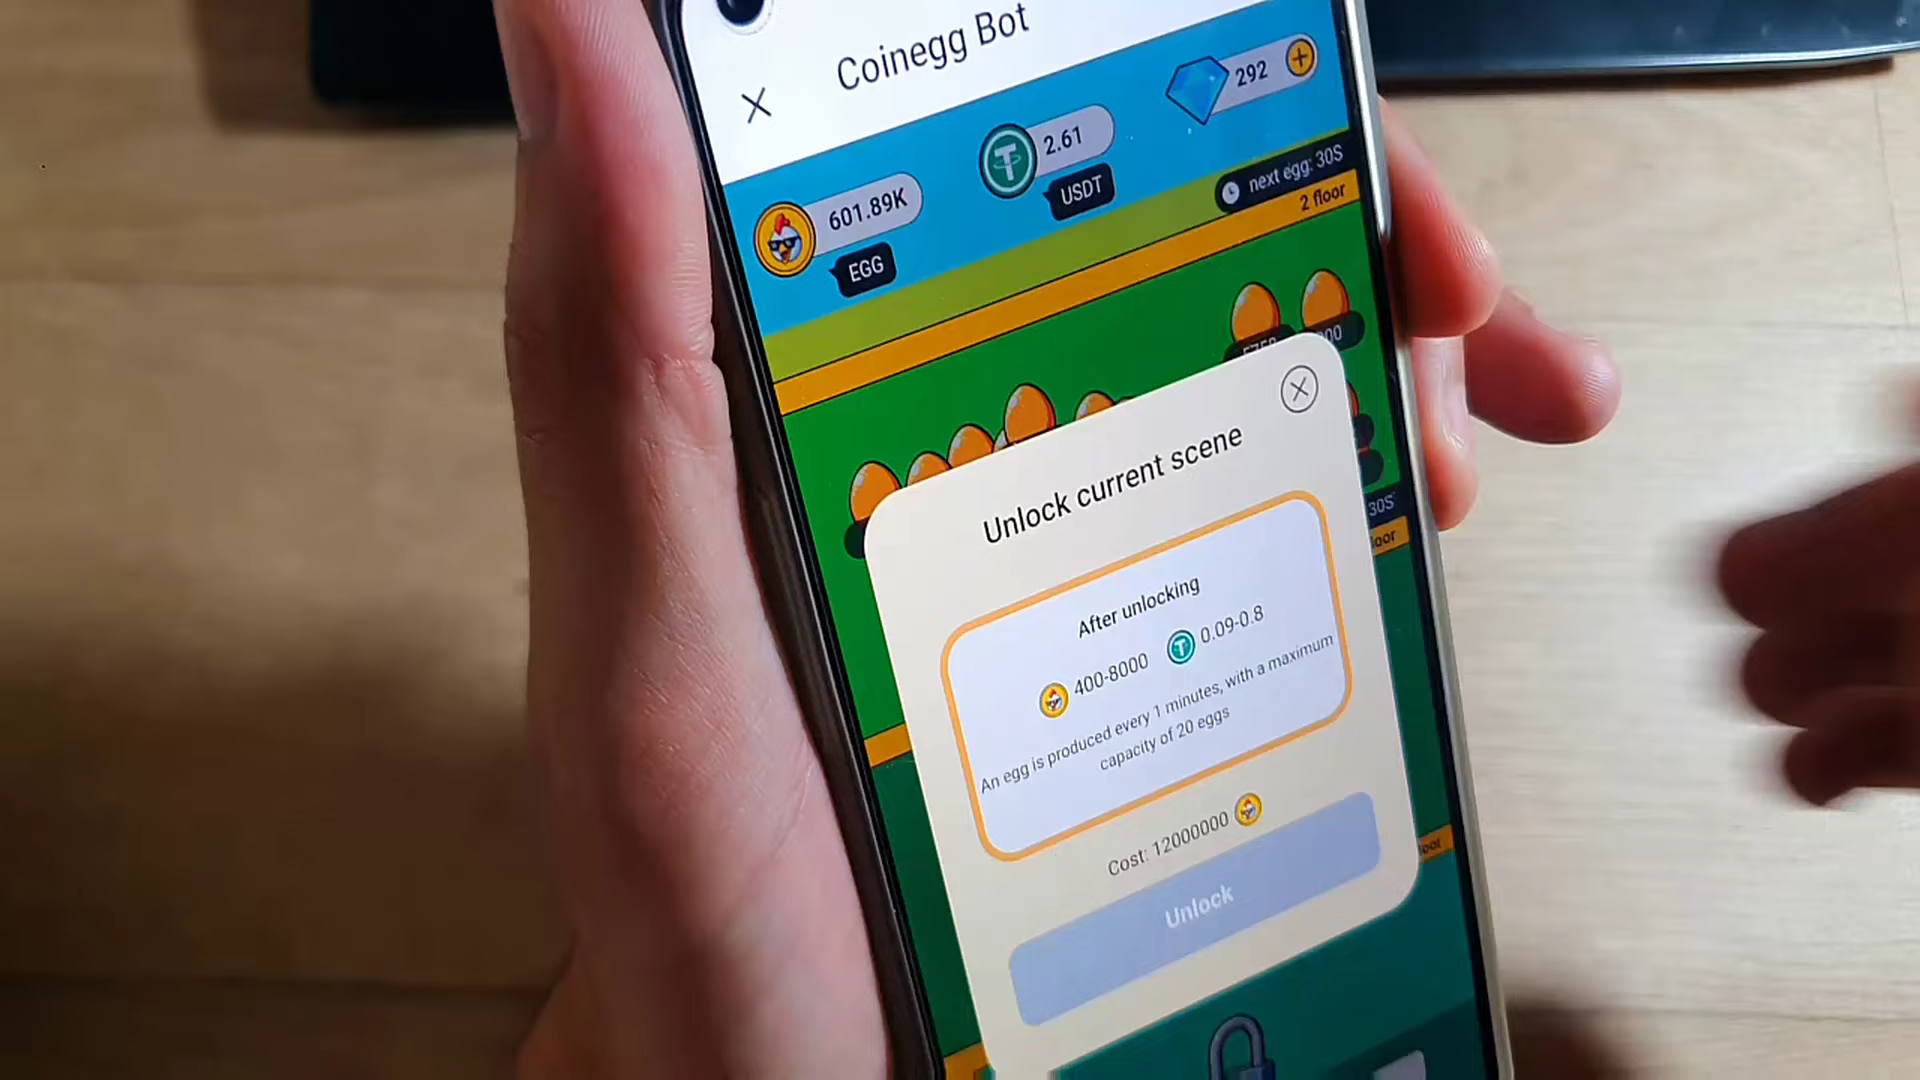 Coinegg Bot
292
2.61
USDT
601.89K
EGG
next egg: 30S
2 floor
Unlock current scene
30S
After unlocking
400-8000 0.09-0.8
An egg is produced every 1 minutes, with a maximum
capacity of 20 eggs
Cost: 12000000
Unlock